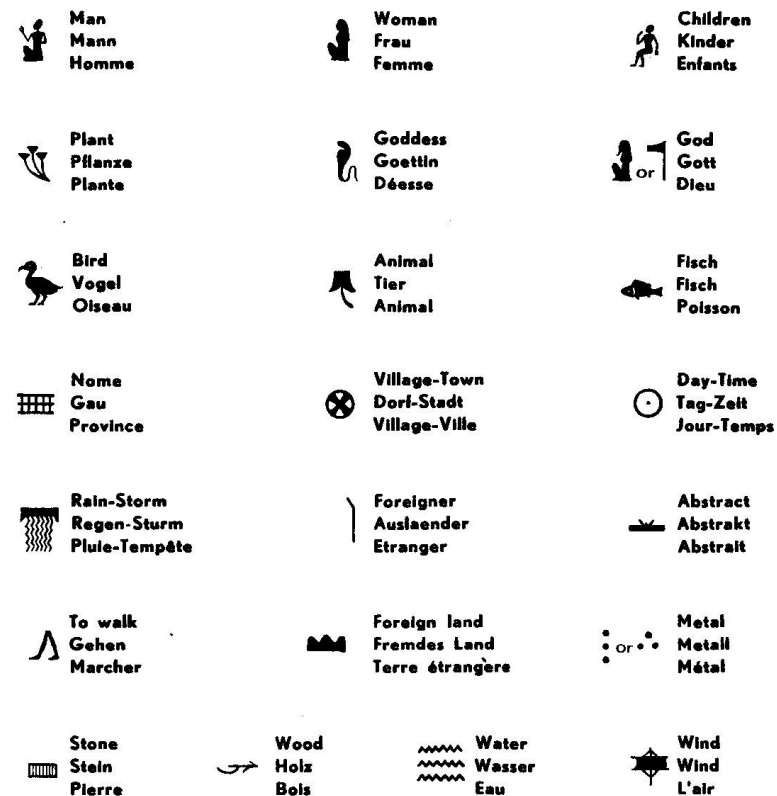 Man
Mann
Homme
Woman
Frau
Femme
Children
Kinder
Enfants
Plant
Pflanze
Plante
Goddess
Goettin
Déesse
or
God
Gott
Dieu
Bird
Vogel
Oiseau
Animal
Tier
Animal
Fisch
Fisch
Poisson
Nome
Gau
Province
Village-Town
Dorf-Stadt
Village-Ville
Day-Time
Tag-Zeit
Jour-Temps
Rain-Storm
Regen-Sturm
Pluie-Tempête
Foreigner
Auslaender
Etranger
Abstract
Abstrakt
Abstrait
To walk
Gehen
Marcher
Foreign land
Fremdes Land
Terre étrangère
or
Metal
Metall
Métal
Stone
Stein
Pierre
Wood
Holz
Bois
Water
Wasser
Eau
Wind
Wind
L'air